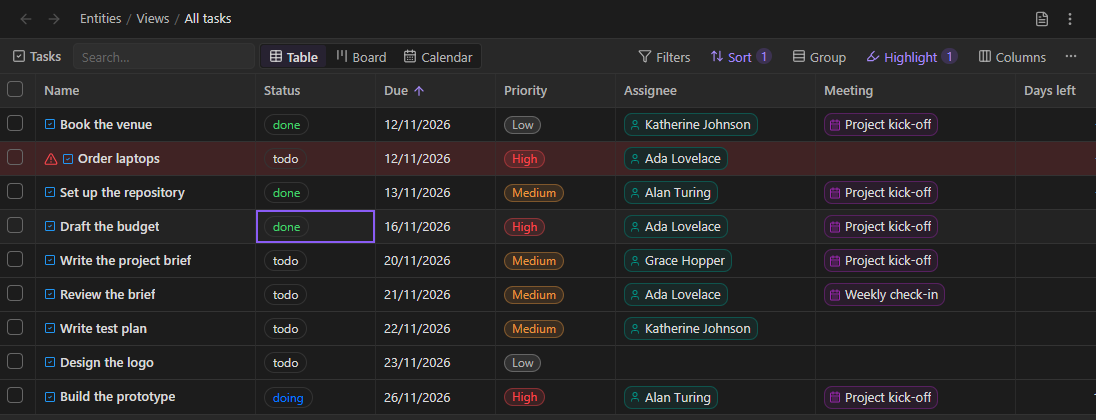 Entities / Views / All tasks
Tasks Search... Table Board Calendar Filters Sort 1 Group Highlight 1 Columns ...
Name Status Due ↑ Priority Assignee Meeting Days left
Book the venue done 12/11/2026 Low Katherine Johnson Project kick-off
Order laptops todo 12/11/2026 High Ada Lovelace
Set up the repository done 13/11/2026 Medium Alan Turing Project kick-off
Draft the budget done 16/11/2026 High Ada Lovelace Project kick-off
Write the project brief todo 20/11/2026 Medium Grace Hopper Project kick-off
Review the brief todo 21/11/2026 Medium Ada Lovelace Weekly check-in
Write test plan todo 22/11/2026 Medium Katherine Johnson
Design the logo todo 23/11/2026 Low
Build the prototype doing 26/11/2026 High Alan Turing Project kick-off